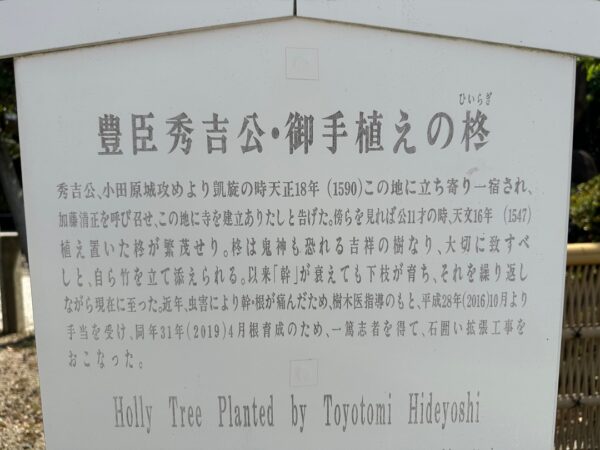 ひいらぎ
豊臣秀吉公・御手植えの柊
秀吉公、小田原城攻めより凱旋の時天正18年 (1590)この地に立ち寄り一宿され、
加藤清正を呼び召せ、この地に寺を建立ありたしと告げた。傍らを見れば公11才の時、天文16年 (1547)
植え置いた柊が繁茂せり。柊は鬼神も恐れる吉祥の樹なり、大切に致すべ
しと、自ら竹を立て添えられる。以来「幹」が衰えても下枝が育ち、それを繰り返し
ながら現在に至った。近年、虫害により幹・根が痛んだため、樹木医指導のもと、平成28年(2016)10月より
手当を受け、同年31年(2019)4月根育成のため、一篤志者を得て、石囲い拡張工事を
おこなった。
Holly Tree Planted by Toyotomi Hideyoshi